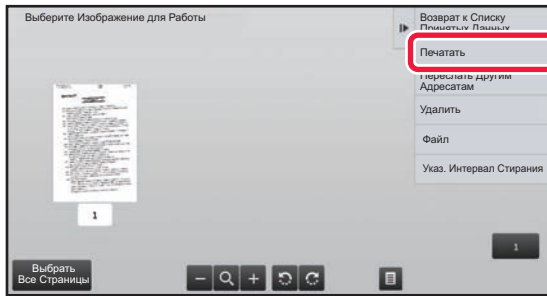 Выберите Изображение для Работы
Возврат к Списку
Принятых Данных
Печатать
Переслать Другим
Адресатам
Удалить
Файл
Указ. Интервал Стирания
1
1
Выбрать
Все Страницы